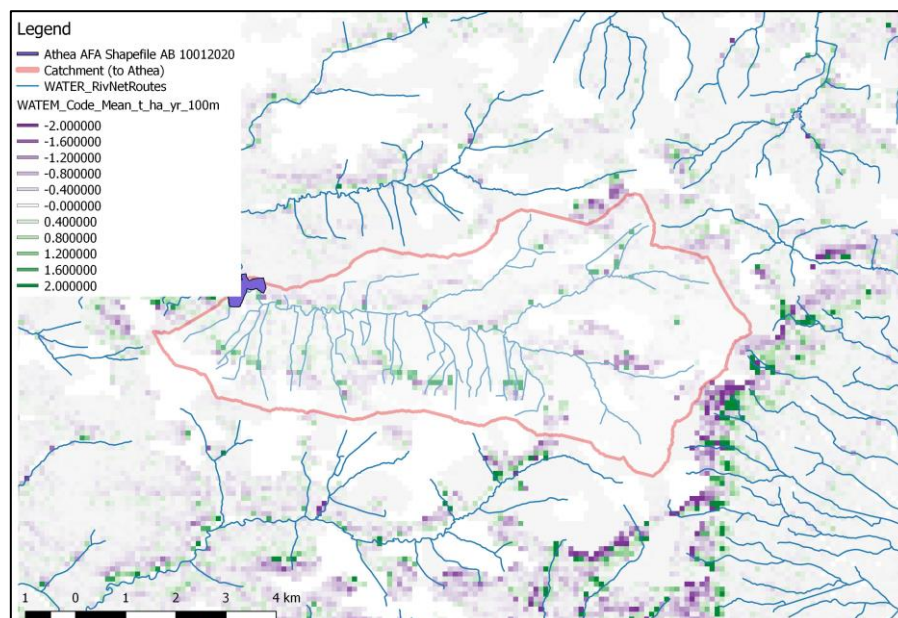 Legend
Athea AFA Shapefile AB 10012020
Catchment (to Athea)
WATER_RivNetRoutes
WATEM_Code_Mean_t_ha_yr_100m
-2.000000
-1.600000
-1.200000
-0.800000
-0.400000
-0.000000
0.400000
0.800000
1.200000
1.600000
2.000000
1 0 1 2 3 4 km